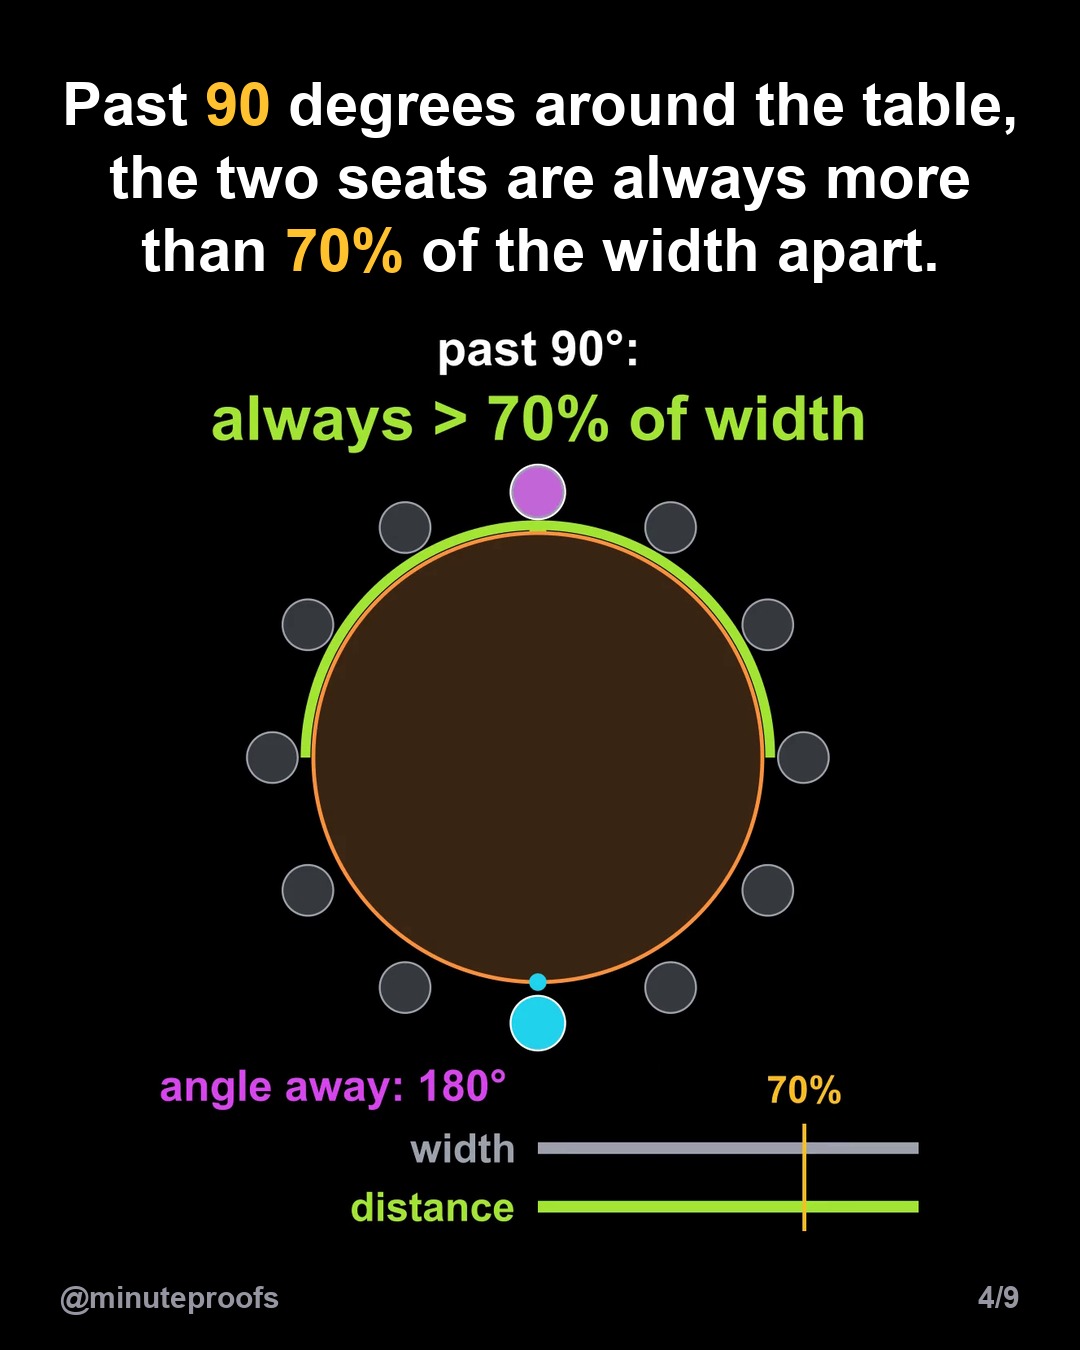 Past 90 degrees around the table,
the two seats are always more
than 70% of the width apart.
past 90°:
always > 70% of width
angle away: 180°
70%
width
distance
@minuteproofs
4/9